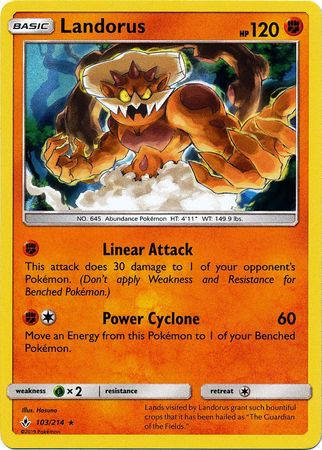 BASIC Landorus HP 120
NO. 645 Abundance Pokémon HT: 4'11" WT: 149.9 lbs.
Linear Attack
This attack does 30 damage to 1 of your opponent's
Pokémon. (Don't apply Weakness and Resistance for
Benched Pokémon.)
Power Cyclone 60
Move an Energy from this Pokémon to 1 of your Benched
Pokémon.
weakness × 2 resistance retreat
Illus. Hasuno
103/214 ★
©2019 Pokémon
Lands visited by Landorus grant such bountiful
crops that it has been hailed as "The Guardian
of the Fields."